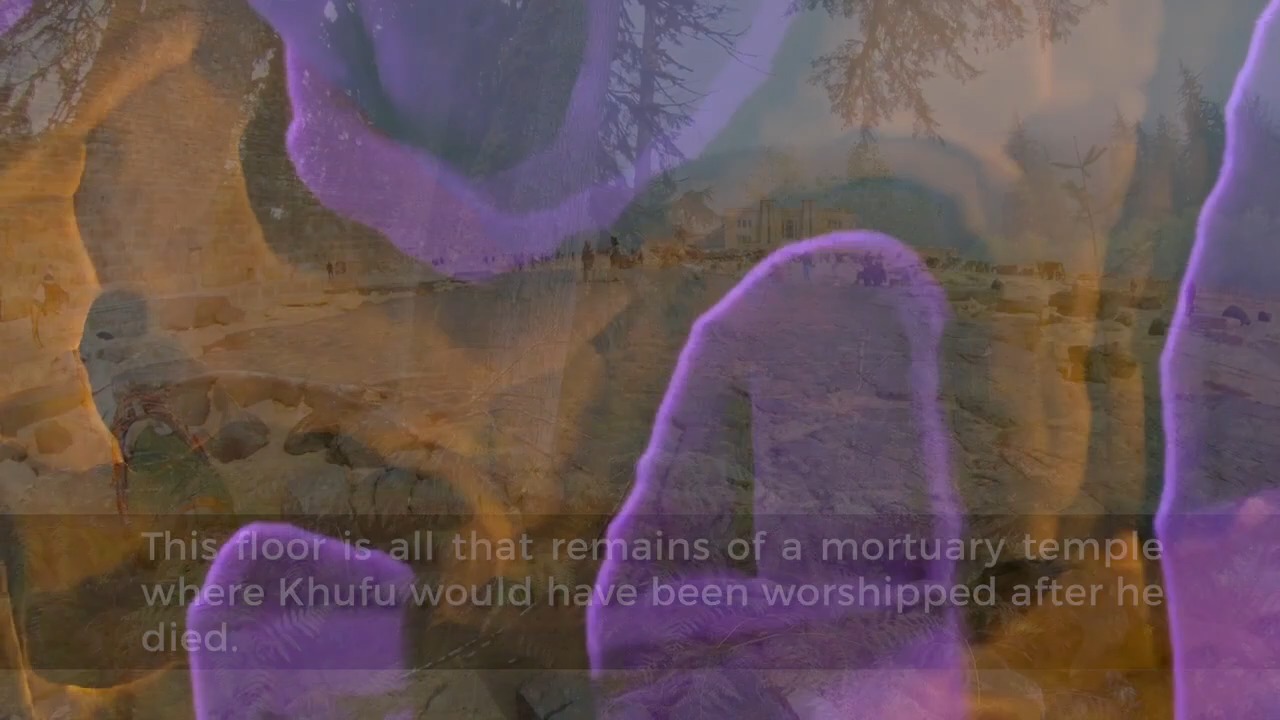 This floor is all that remains of a mortuary temple
where Khufu would have been worshipped after he
died.